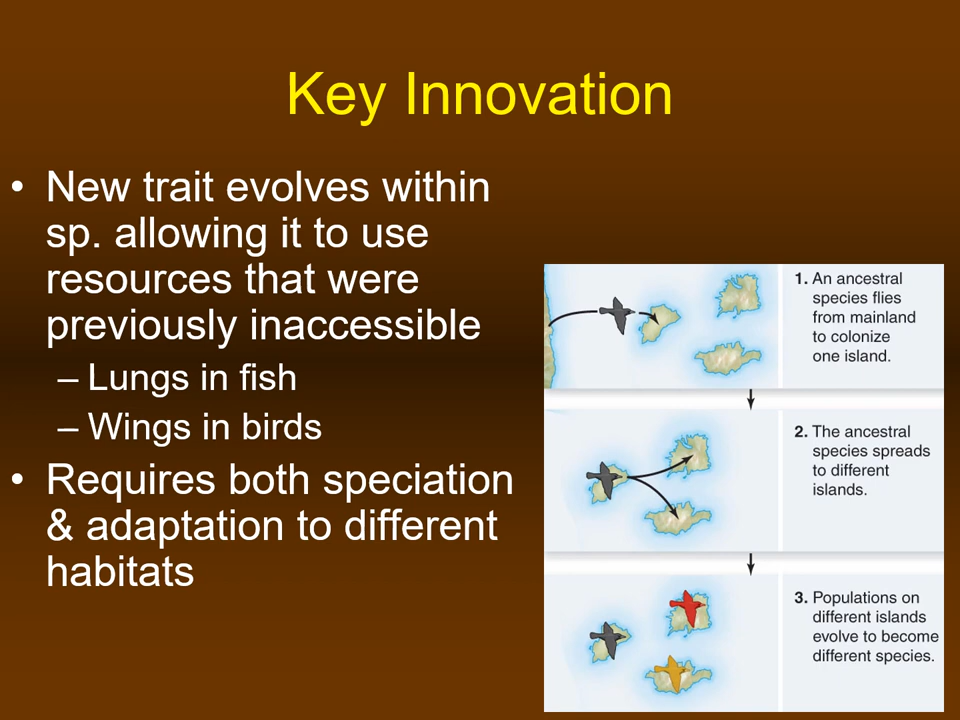 Key Innovation
• New trait evolves within
sp. allowing it to use
resources that were
previously inaccessible
– Lungs in fish
– Wings in birds
• Requires both speciation
& adaptation to different
habitats
1. An ancestral
species flies
from mainland
to colonize
one island.
2. The ancestral
species spreads
to different
islands.
3. Populations on
different islands
evolve to become
different species.